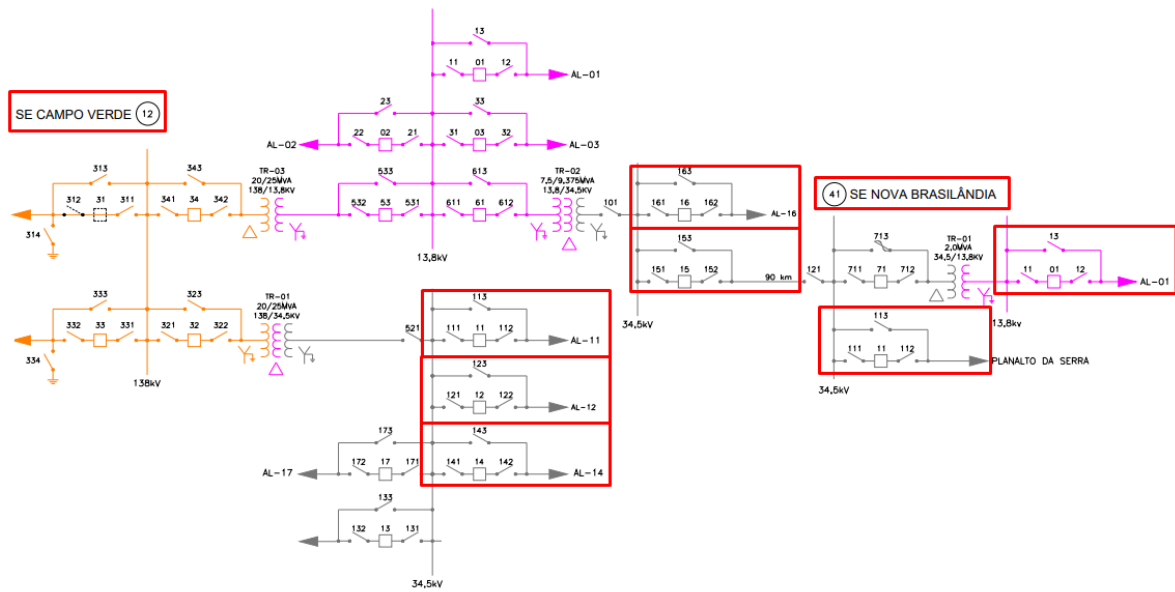 13
11 01 12
AL-01
SE CAMPO VERDE 12
23
33
22 02 21
31 03 32
AL-02
AL-03
313
343
TR-03
20/25MVA
138/13,8KV
533
613
TR-02
7,5/9,375MVA
13,8/34,5KV
163
41 SE NOVA BRASILÂNDIA
312 31 311
341 34 342
532 53 531
611 61 612
101
161 16 162
AL-16
314
13,8kV
153
713
TR-01
2,0MVA
34,5/13,8KV
13
151 15 152
90 km
121
711 71 712
11 01 12
AL-01
333
323
TR-01
20/25MVA
138/34,5KV
113
34,5kV
13,8kV
332 33 331
321 32 322
521
111 11 112
AL-11
113
111 11 112
PLANALTO DA SERRA
334
138kV
123
34,5kV
121 12 122
AL-12
173
143
172 17 171
141 14 142
AL-17
AL-14
133
132 13 131
34,5kV